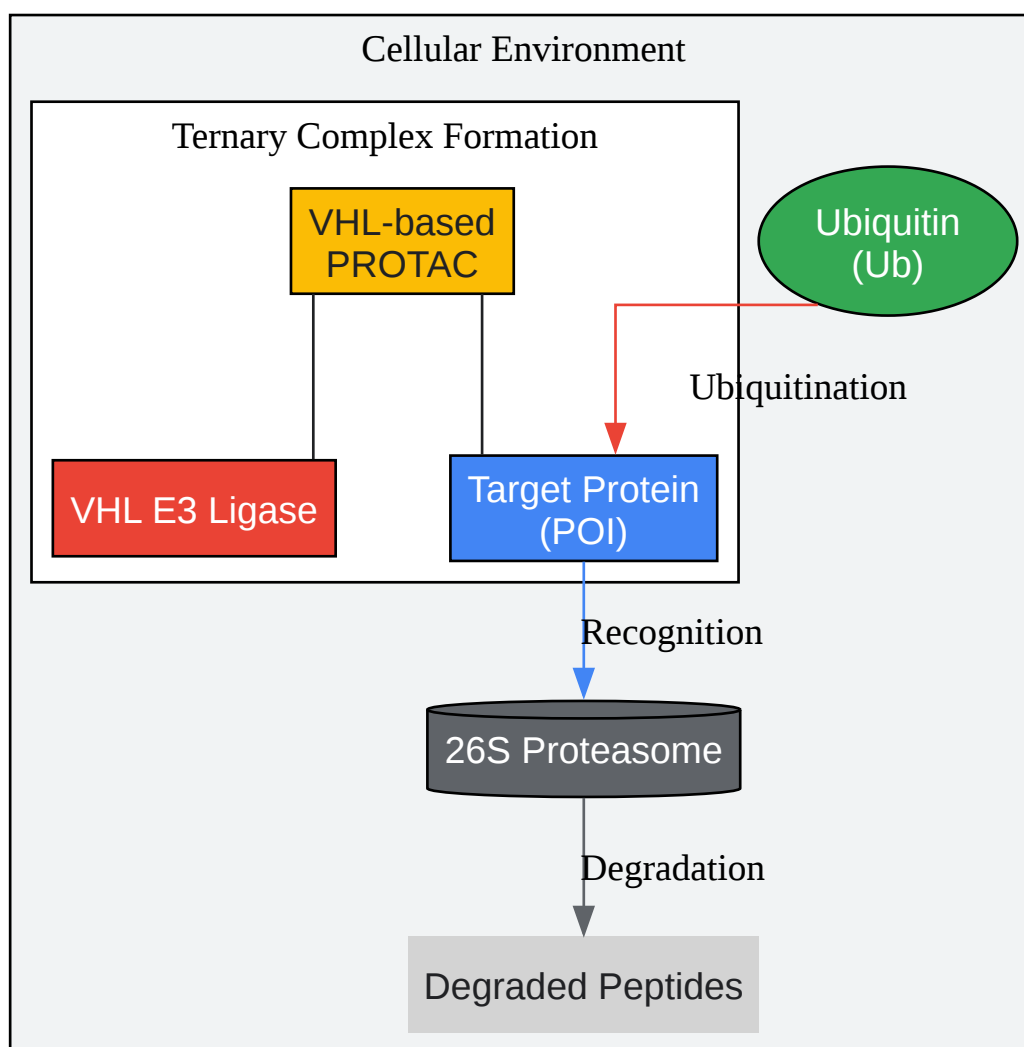 Cellular Environment
Ternary Complex Formation
VHL-based
PROTAC
Ubiquitin
(Ub)
Ubiquitination
VHL E3 Ligase
Target Protein
(POI)
Recognition
26S Proteasome
Degradation
Degraded Peptides